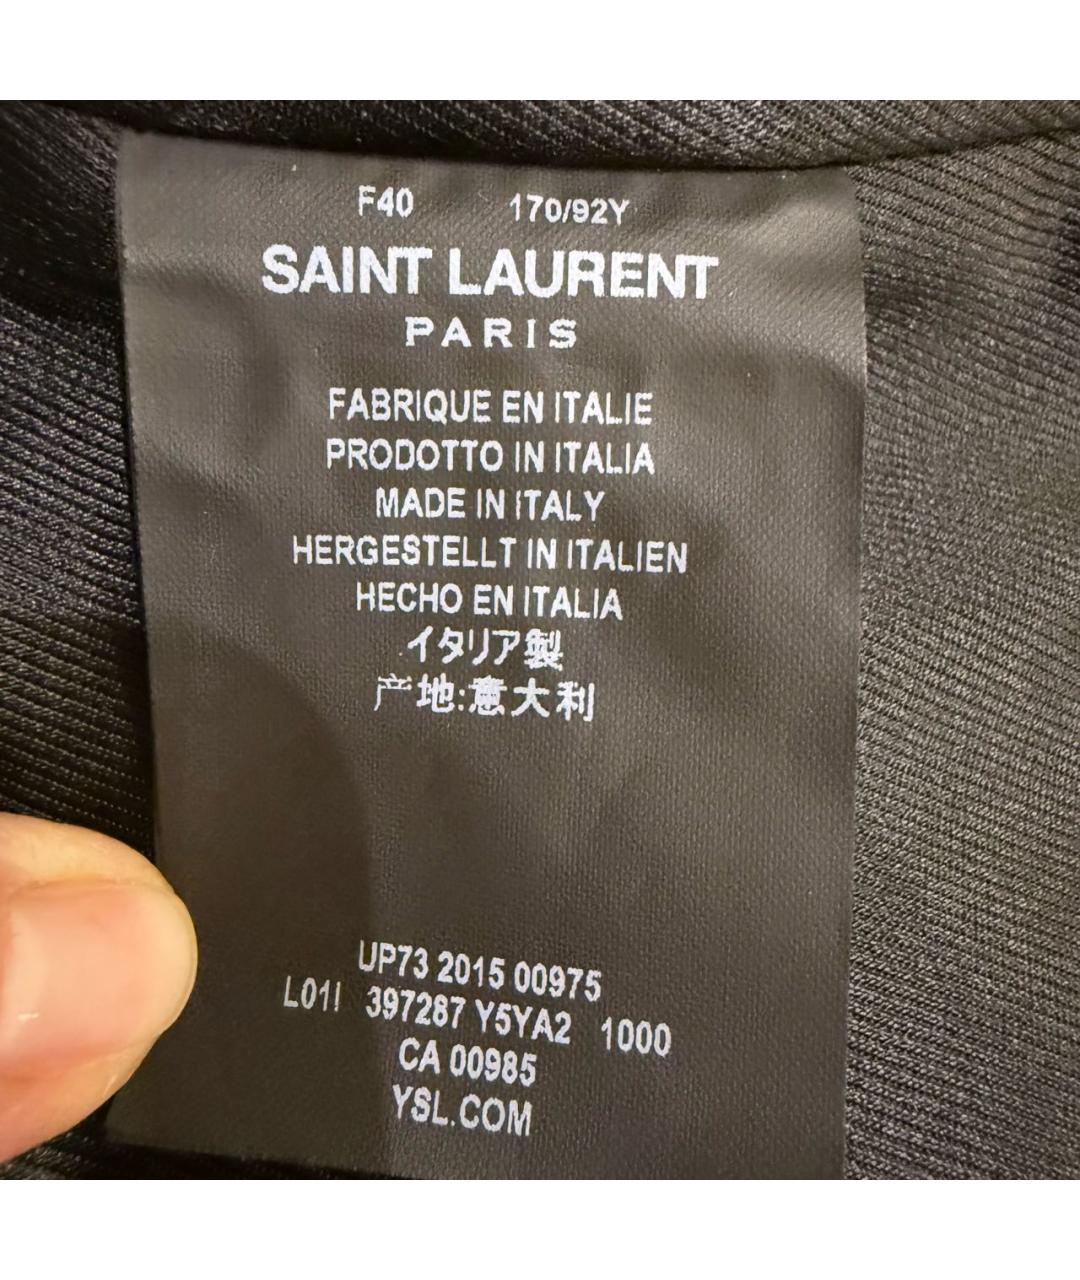 F40 170/92Y
SAINT LAURENT
PARIS
FABRIQUE EN ITALIE
PRODOTTO IN ITALIA
MADE IN ITALY
HERGESTELLT IN ITALIEN
HECHO EN ITALIA
イタリア製
产地:意大利
UP73 2015 00975
L01I 397287 Y5YA2 1000
CA 00985
YSL.COM